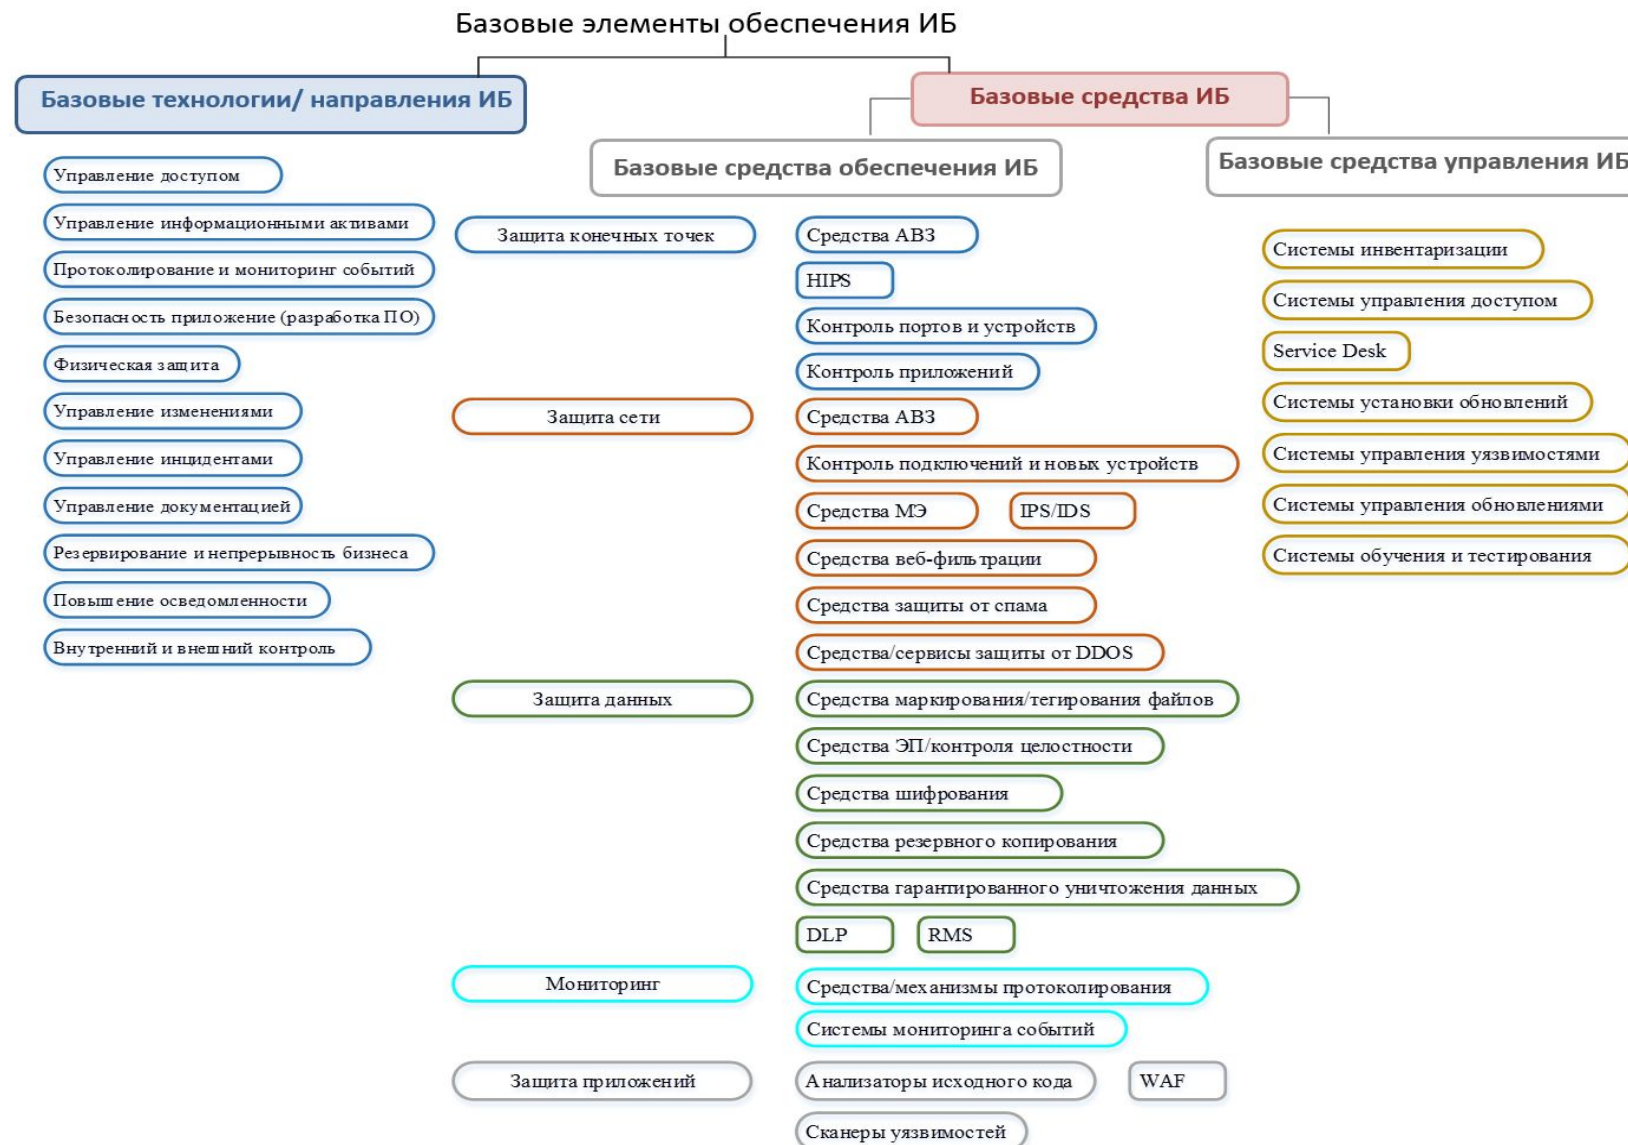 Базовые элементы обеспечения ИБ
Базовые технологии/ направления ИБ
Управление доступом
Управление информационными активами
Протоколирование и мониторинг событий
Безопасность приложение (разработка ПО)
Физическая защита
Управление изменениями
Управление инцидентами
Управление документацией
Резервирование и непрерывность бизнеса
Повышение осведомленности
Внутренний и внешний контроль
Базовые средства ИБ
Базовые средства обеспечения ИБ
Защита конечных точек
Средства АВЗ
HIPS
Контроль портов и устройств
Контроль приложений
Защита сети
Средства АВЗ
Контроль подключений и новых устройств
Средства МЭ
IPS/IDS
Средства веб-фильтрации
Средства защиты от спама
Средства/сервисы защиты от DDOS
Защита данных
Средства маркирования/тегирования файлов
Средства ЭП/контроля целостности
Средства шифрования
Средства резервного копирования
Средства гарантированного уничтожения данных
DLP
RMS
Мониторинг
Средства/механизмы протоколирования
Системы мониторинга событий
Защита приложений
Анализаторы исходного кода
WAF
Сканеры уязвимостей
Базовые средства управления ИБ
Системы инвентаризации
Системы управления доступом
Service Desk
Системы установки обновлений
Системы управления уязвимостями
Системы управления обновлениями
Системы обучения и тестирования